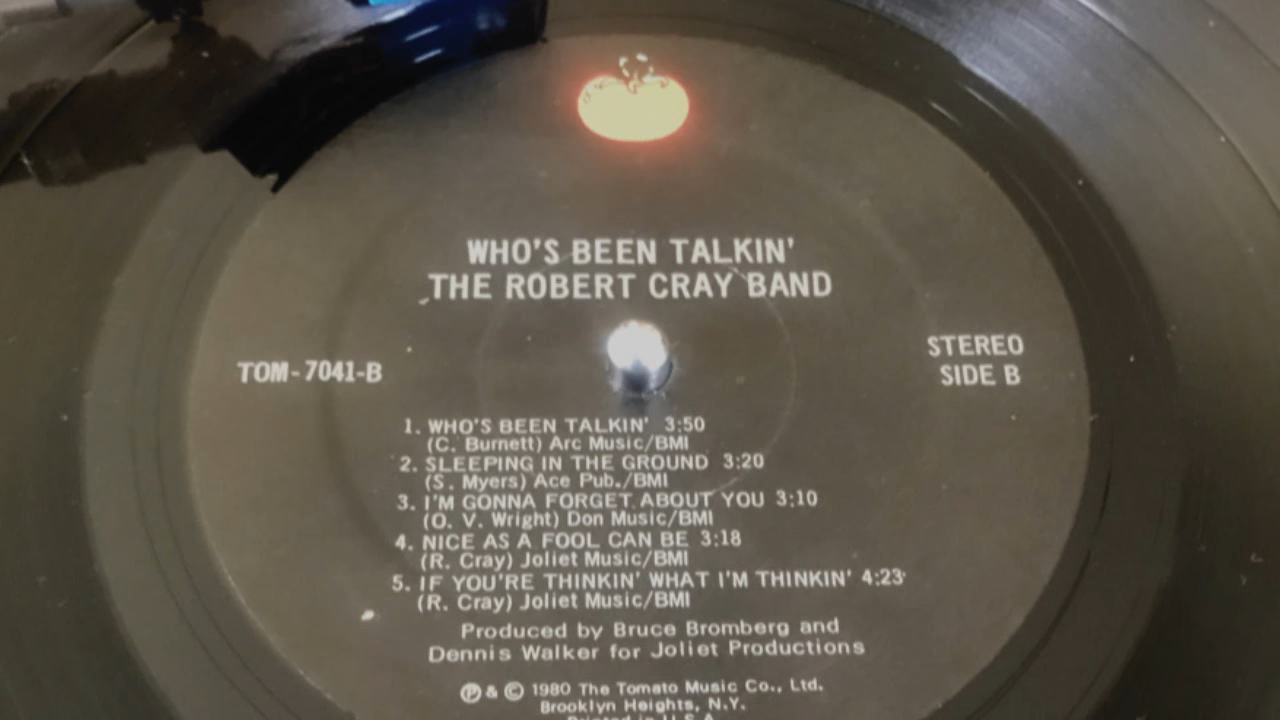 WHO'S BEEN TALKIN'
THE ROBERT CRAY BAND
STEREO
SIDE B
TOM-7041-B
1. WHO'S BEEN TALKIN' 3:50
(C. Burnett) Arc Music/BMI
2. SLEEPING IN THE GROUND 3:20
(S. Myers) Ace Pub./BMI
3. I'M GONNA FORGET ABOUT YOU 3:10
(O. V. Wright) Don Music/BMI
4. NICE AS A FOOL CAN BE 3:18
(R. Cray) Joliet Music/BMI
5. IF YOU'RE THINKIN' WHAT I'M THINKIN' 4:23
(R. Cray) Joliet Music/BMI
Produced by Bruce Bromberg and
Dennis Walker for Joliet Productions
℗ & © 1980 The Tomato Music Co., Ltd.
Brooklyn Heights, N.Y.
Printed in U.S.A.